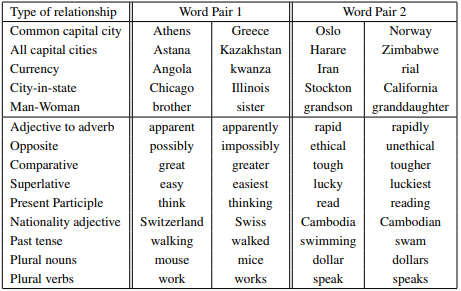 Type of relationship Word Pair 1 Word Pair 2
Common capital city Athens Greece Oslo Norway
All capital cities Astana Kazakhstan Harare Zimbabwe
Currency Angola kwanza Iran rial
City-in-state Chicago Illinois Stockton California
Man-Woman brother sister grandson granddaughter
Adjective to adverb apparent apparently rapid rapidly
Opposite possibly impossibly ethical unethical
Comparative great greater tough tougher
Superlative easy easiest lucky luckiest
Present Participle think thinking read reading
Nationality adjective Switzerland Swiss Cambodia Cambodian
Past tense walking walked swimming swam
Plural nouns mouse mice dollar dollars
Plural verbs work works speak speaks